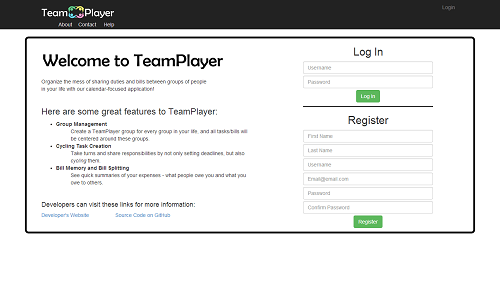 TeamPlayer
Login
About Contact Help
Welcome to TeamPlayer
Organize the mess of sharing duties and bills between groups of people
in your life with our calendar-focused application!
Here are some great features to TeamPlayer:
Group Management
Create a TeamPlayer group for every group in your life, and all tasks/bills will
be centered around these groups.
Cycling Task Creation
Take turns and share responsibilities by not only setting deadlines, but also
cycling them.
Bill Memory and Bill Splitting
See quick summaries of your expenses - what people owe you and what you
owe to others.
Developers can visit these links for more information:
Developer's Website Source Code on GitHub
Log In
Username
Password
Log In
Register
First Name
Last Name
Username
Email@email.com
Password
Confirm Password
Register